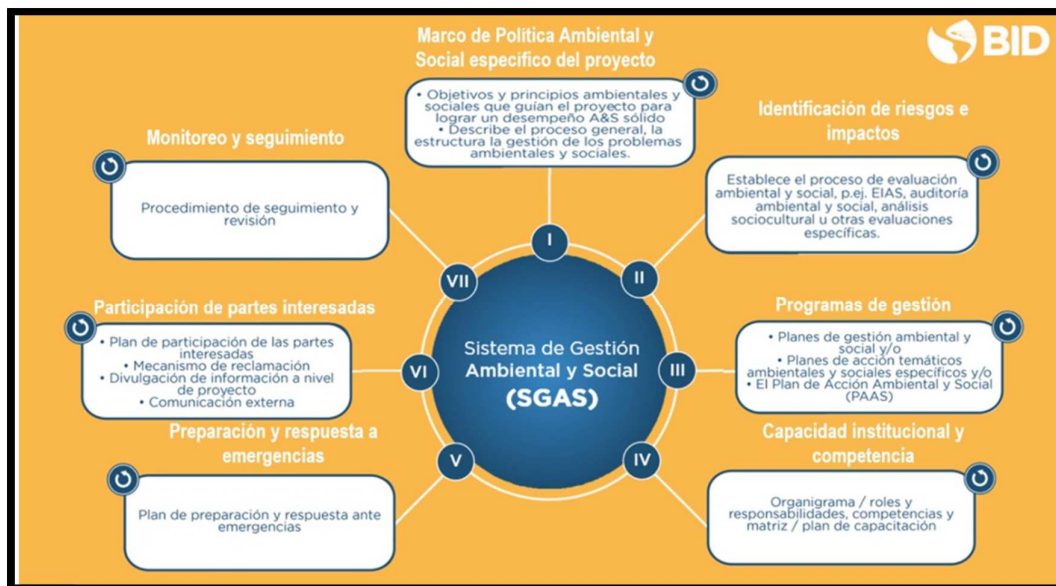 BID
Marco de Política Ambiental y
Social específico del proyecto
• Objetivos y principios ambientales y
sociales que guían el proyecto para
lograr un desempeño A&S sólido
• Describe el proceso general, la
estructura la gestión de los problemas
ambientales y sociales.
Identificación de riesgos e
impactos
Establece el proceso de evaluación
ambiental y social, p.ej. EIAS, auditoría
ambiental y social, análisis
sociocultural u otras evaluaciones
específicas.
Programas de gestión
• Planes de gestión ambiental y
social y/o
• Planes de acción temáticos
ambientales y sociales específicos y/o
• El Plan de Acción Ambiental y Social
(PAAS)
Capacidad institucional y
competencia
Organigrama / roles y
responsabilidades, competencias y
matriz / plan de capacitación
Preparación y respuesta a
emergencias
Plan de preparación y respuesta ante
emergencias
Participación de partes interesadas
• Plan de participación de las partes
interesadas
• Mecanismo de reclamación
• Divulgación de información a nivel de
proyecto
• Comunicación externa
Monitoreo y seguimiento
Procedimiento de seguimiento y
revisión
I
II
III
IV
V
VI
VII
Sistema de Gestión
Ambiental y Social
(SGAS)